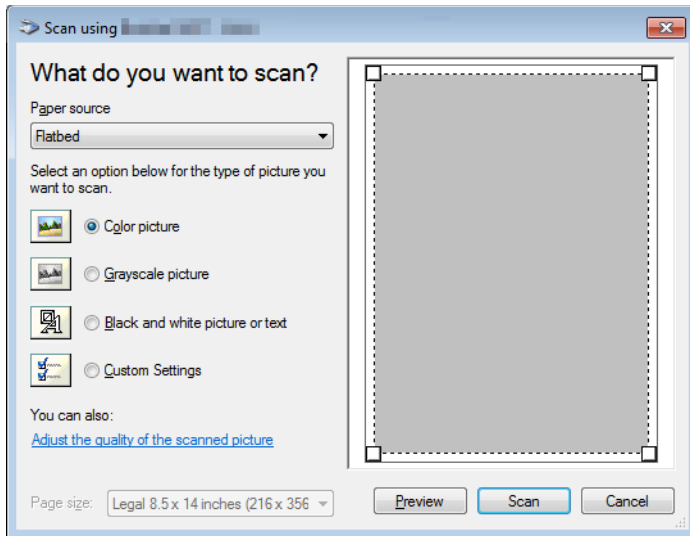 Scan using
What do you want to scan?
Paper source
Flatbed
Select an option below for the type of picture you
want to scan.
Color picture
Grayscale picture
Black and white picture or text
Custom Settings
You can also:
Adjust the quality of the scanned picture
Page size: Legal 8.5 x 14 inches (216 x 356
Preview Scan Cancel